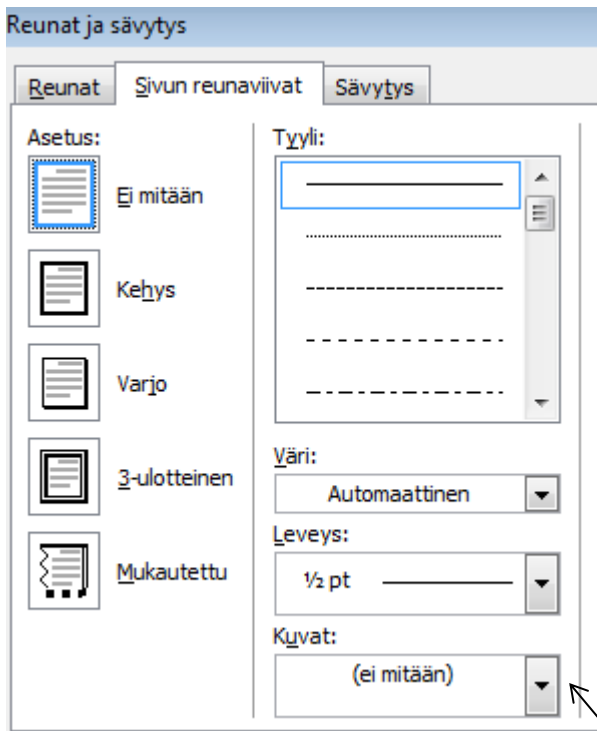 Reunat ja sävytys
Reunat
Sivun reunaviivat
Sävytys
Asetus:
Ei mitään
Kehys
Varjo
3-ulotteinen
Mukautettu
Tyyli:
Väri:
Automaattinen
Leveys:
½ pt
Kuvat:
(ei mitään)